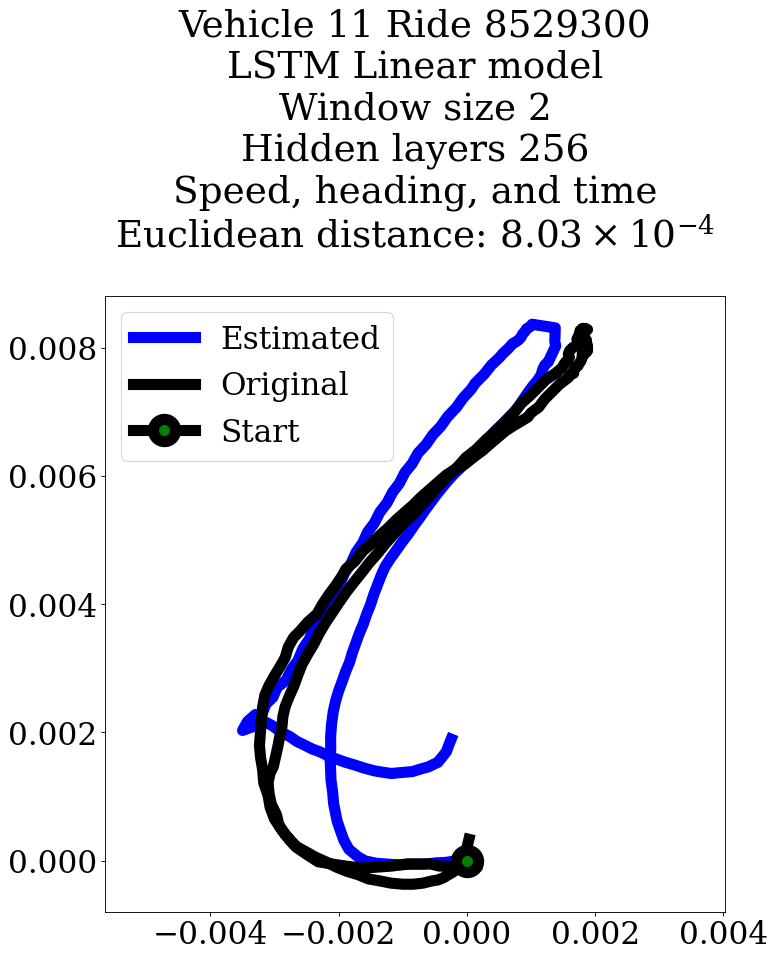 Vehicle 11 Ride 8529300
LSTM Linear model
Window size 2
Hidden layers 256
Speed, heading, and time
Euclidean distance: 8.03 × 10⁻⁴
Estimated
Original
Start
0.008
0.006
0.004
0.002
0.000
−0.004 −0.002 0.000 0.002 0.004